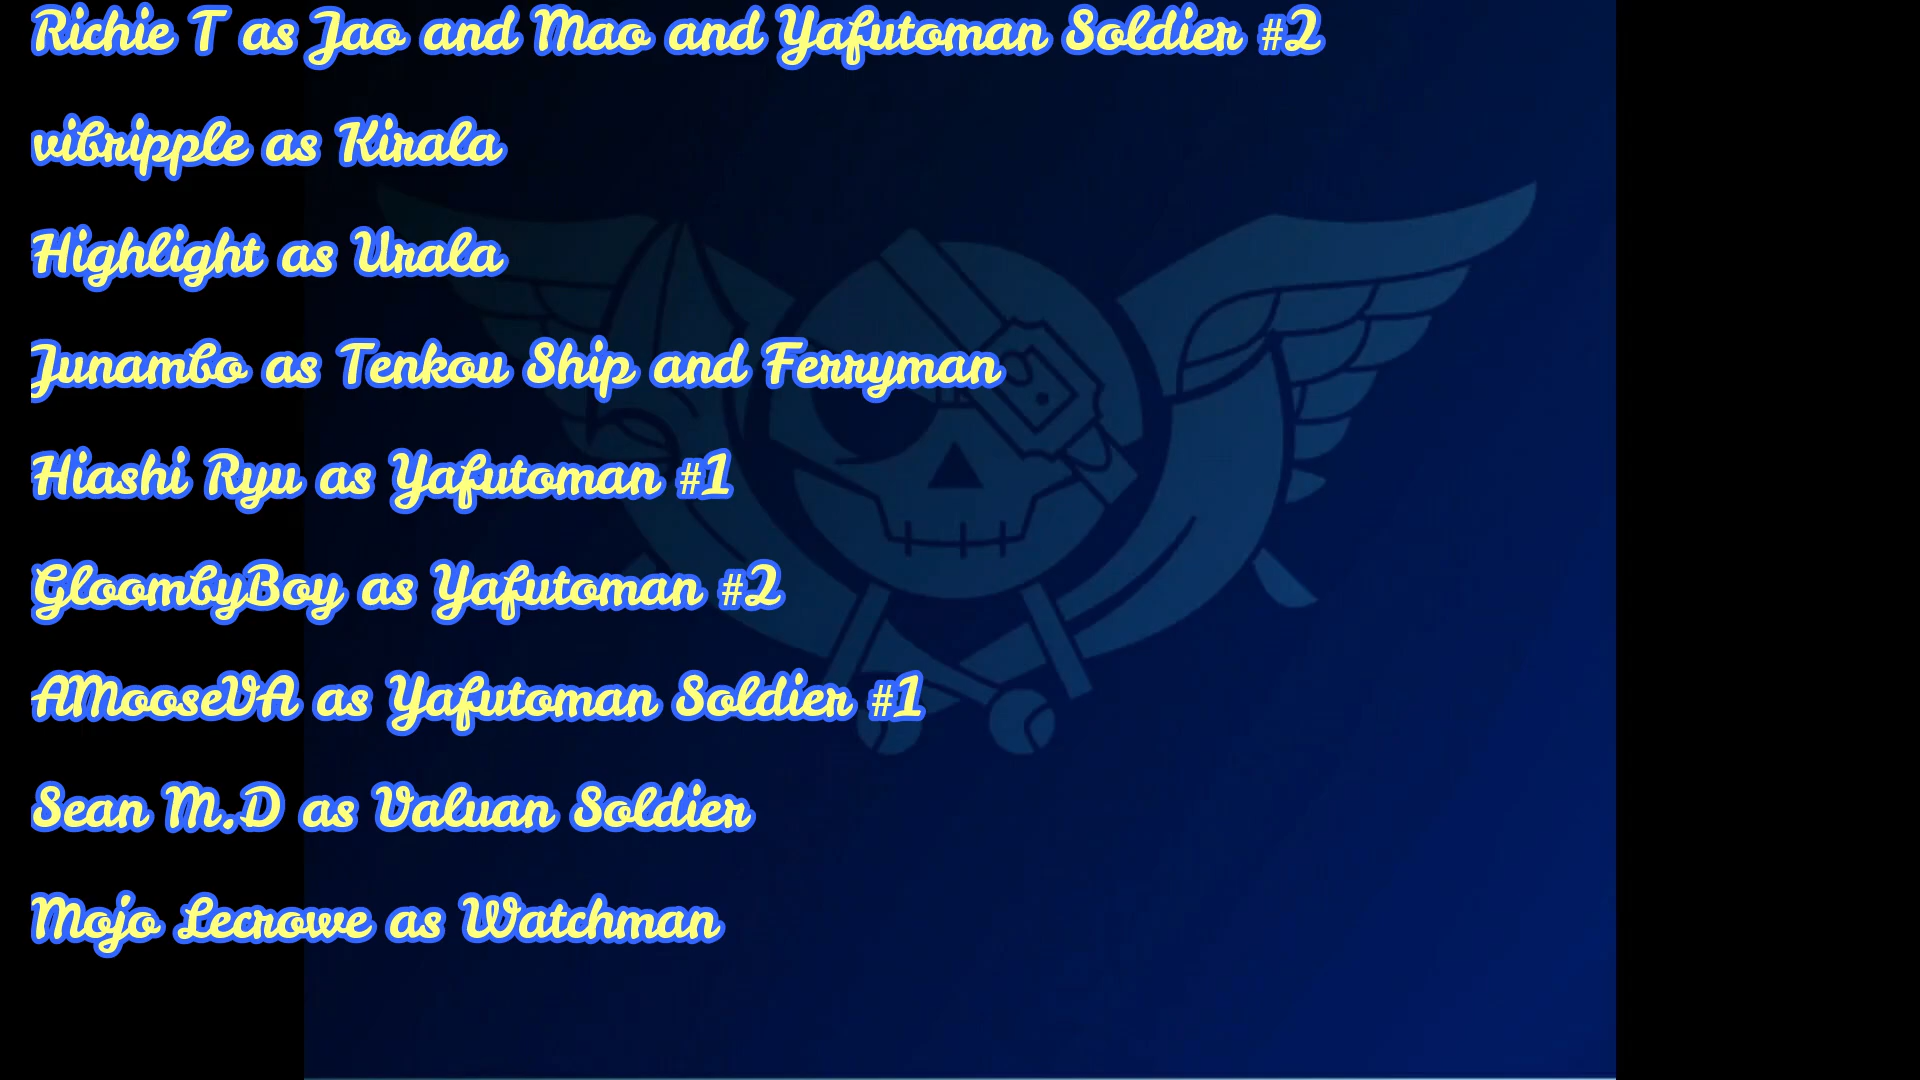 Richie T as Jao and Mao and Yafutoman Soldier #2
vibripple as Kirala
Highlight as Urala
Junambo as Tenkou Ship and Ferryman
Hiashi Ryu as Yafutoman #1
GloombyBoy as Yafutoman #2
AMooseVA as Yafutoman Soldier #1
Sean M.D as Valuan Soldier
Mojo Lecrowe as Watchman